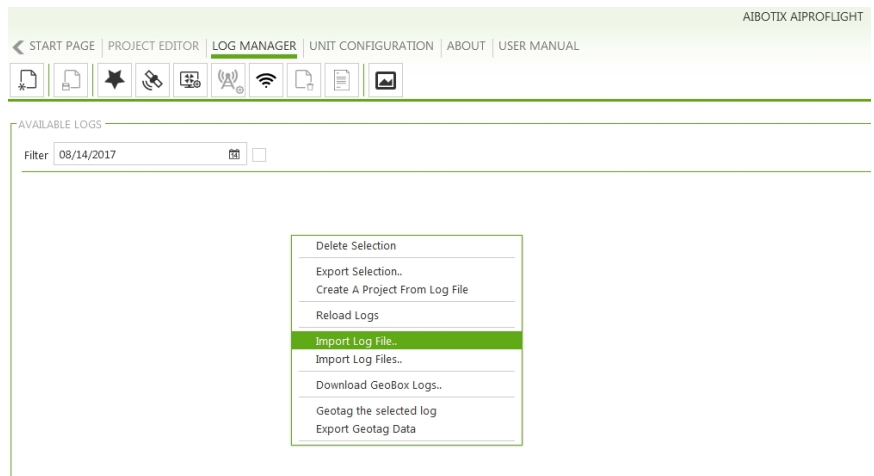 AIBOTIX AIPROFLIGHT
START PAGE PROJECT EDITOR LOG MANAGER UNIT CONFIGURATION ABOUT USER MANUAL
AVAILABLE LOGS
Filter 08/14/2017 14
Delete Selection
Export Selection..
Create A Project From Log File
Reload Logs
Import Log File..
Import Log Files..
Download GeoBox Logs..
Geotag the selected log
Export Geotag Data